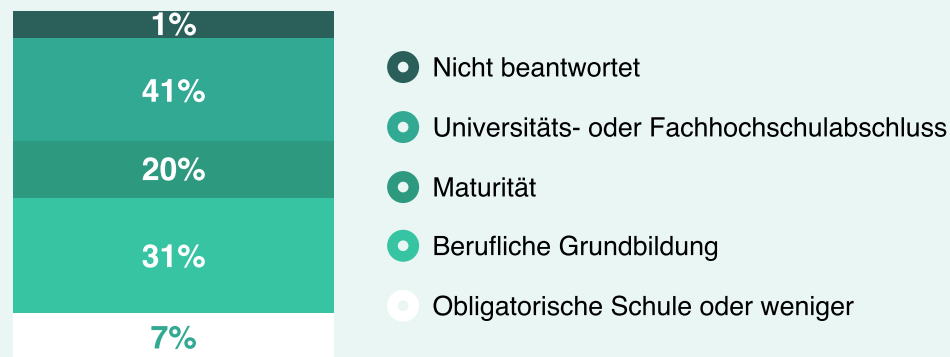 1%
41%
20%
31%
7%
Nicht beantwortet
Universitäts- oder Fachhochschulabschluss
Maturität
Berufliche Grundbildung
Obligatorische Schule oder weniger